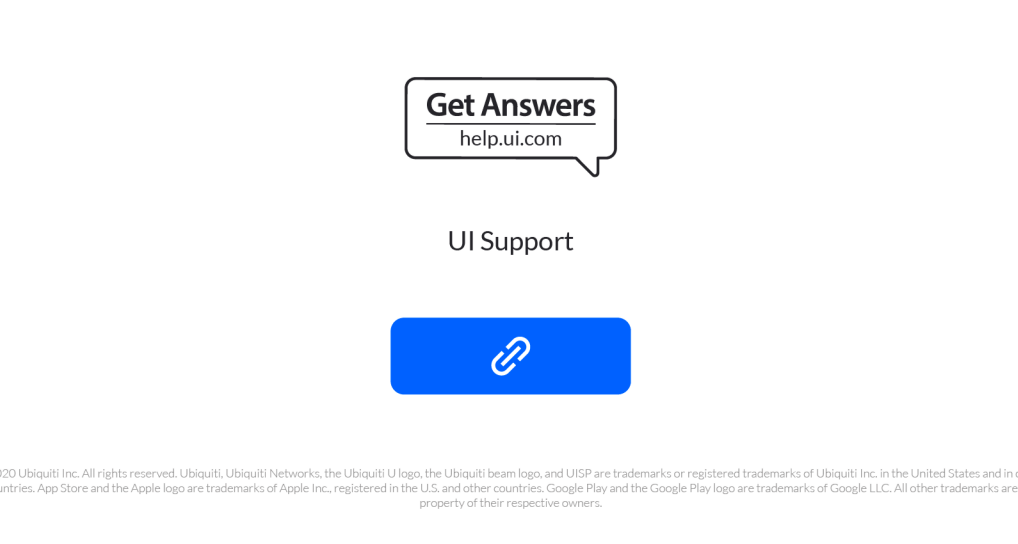 Get Answers
help.ui.com
UI Support
20 Ubiquiti Inc. All rights reserved. Ubiquiti, Ubiquiti Networks, the Ubiquiti U logo, the Ubiquiti beam logo, and UISP are trademarks or registered trademarks of Ubiquiti Inc. in the United States and in
App Store and the Apple logo are trademarks of Apple Inc., registered in the U.S. and other countries. Google Play and the Google Play logo are trademarks of Google LLC. All other trademarks are
property of their respective owners.